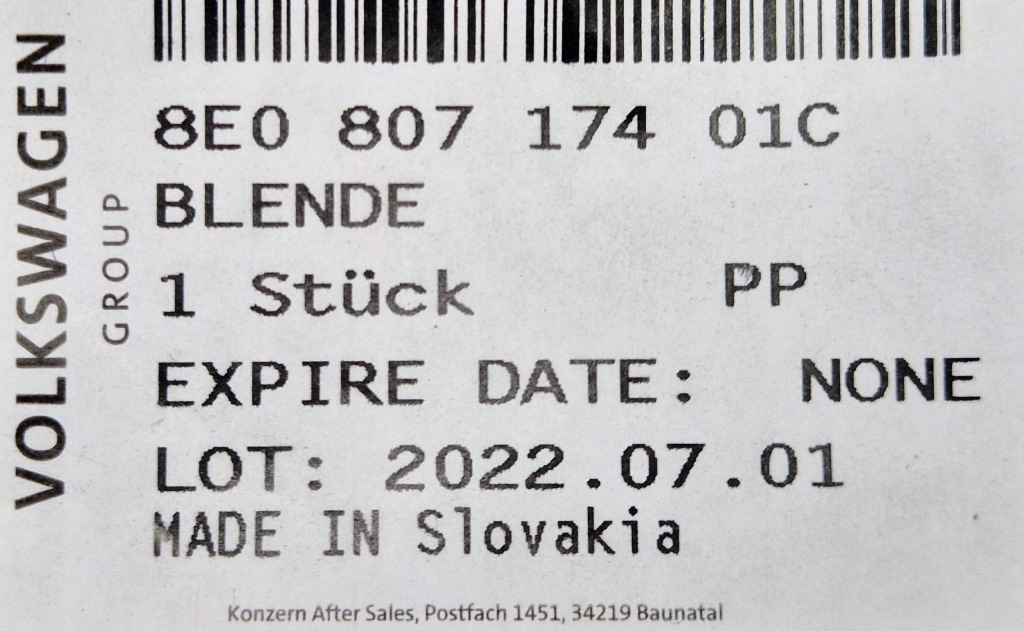 VOLKSWAGEN
GROUP
8E0 807 174 01C
BLENDE
1 Stück PP
EXPIRE DATE: NONE
LOT: 2022.07.01
MADE IN Slovakia
Konzern After Sales, Postfach 1451, 34219 Baunatal